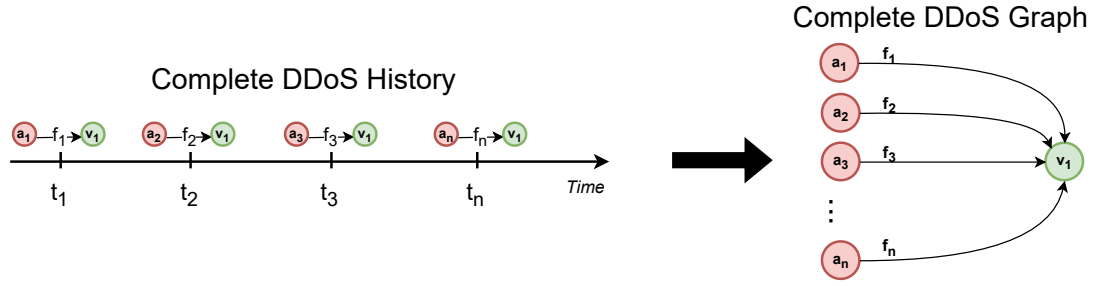 Complete DDoS History
a1 f1 v1 a2 f2 v1 a3 f3 v1 an fn v1
t1 t2 t3 tn Time
Complete DDoS Graph
a1 f1
a2 f2
a3 f3 v1
⋮
an fn